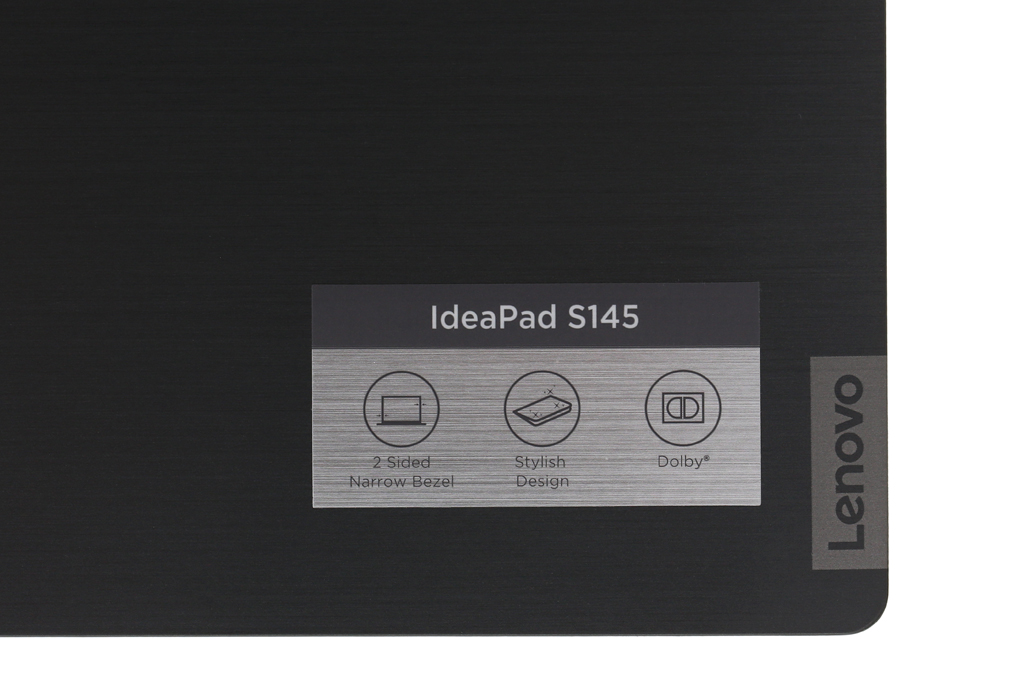 IdeaPad S145
2 Sided
Narrow Bezel
Stylish
Design
Dolby®
Lenovo